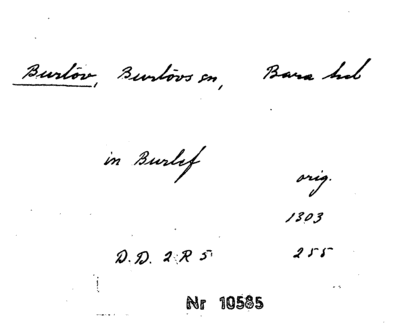 Burlöv, Burlövs sn, Bara hd
in Burlef
orig.
1303
D.D. 2 R 5 255
Nr 10585